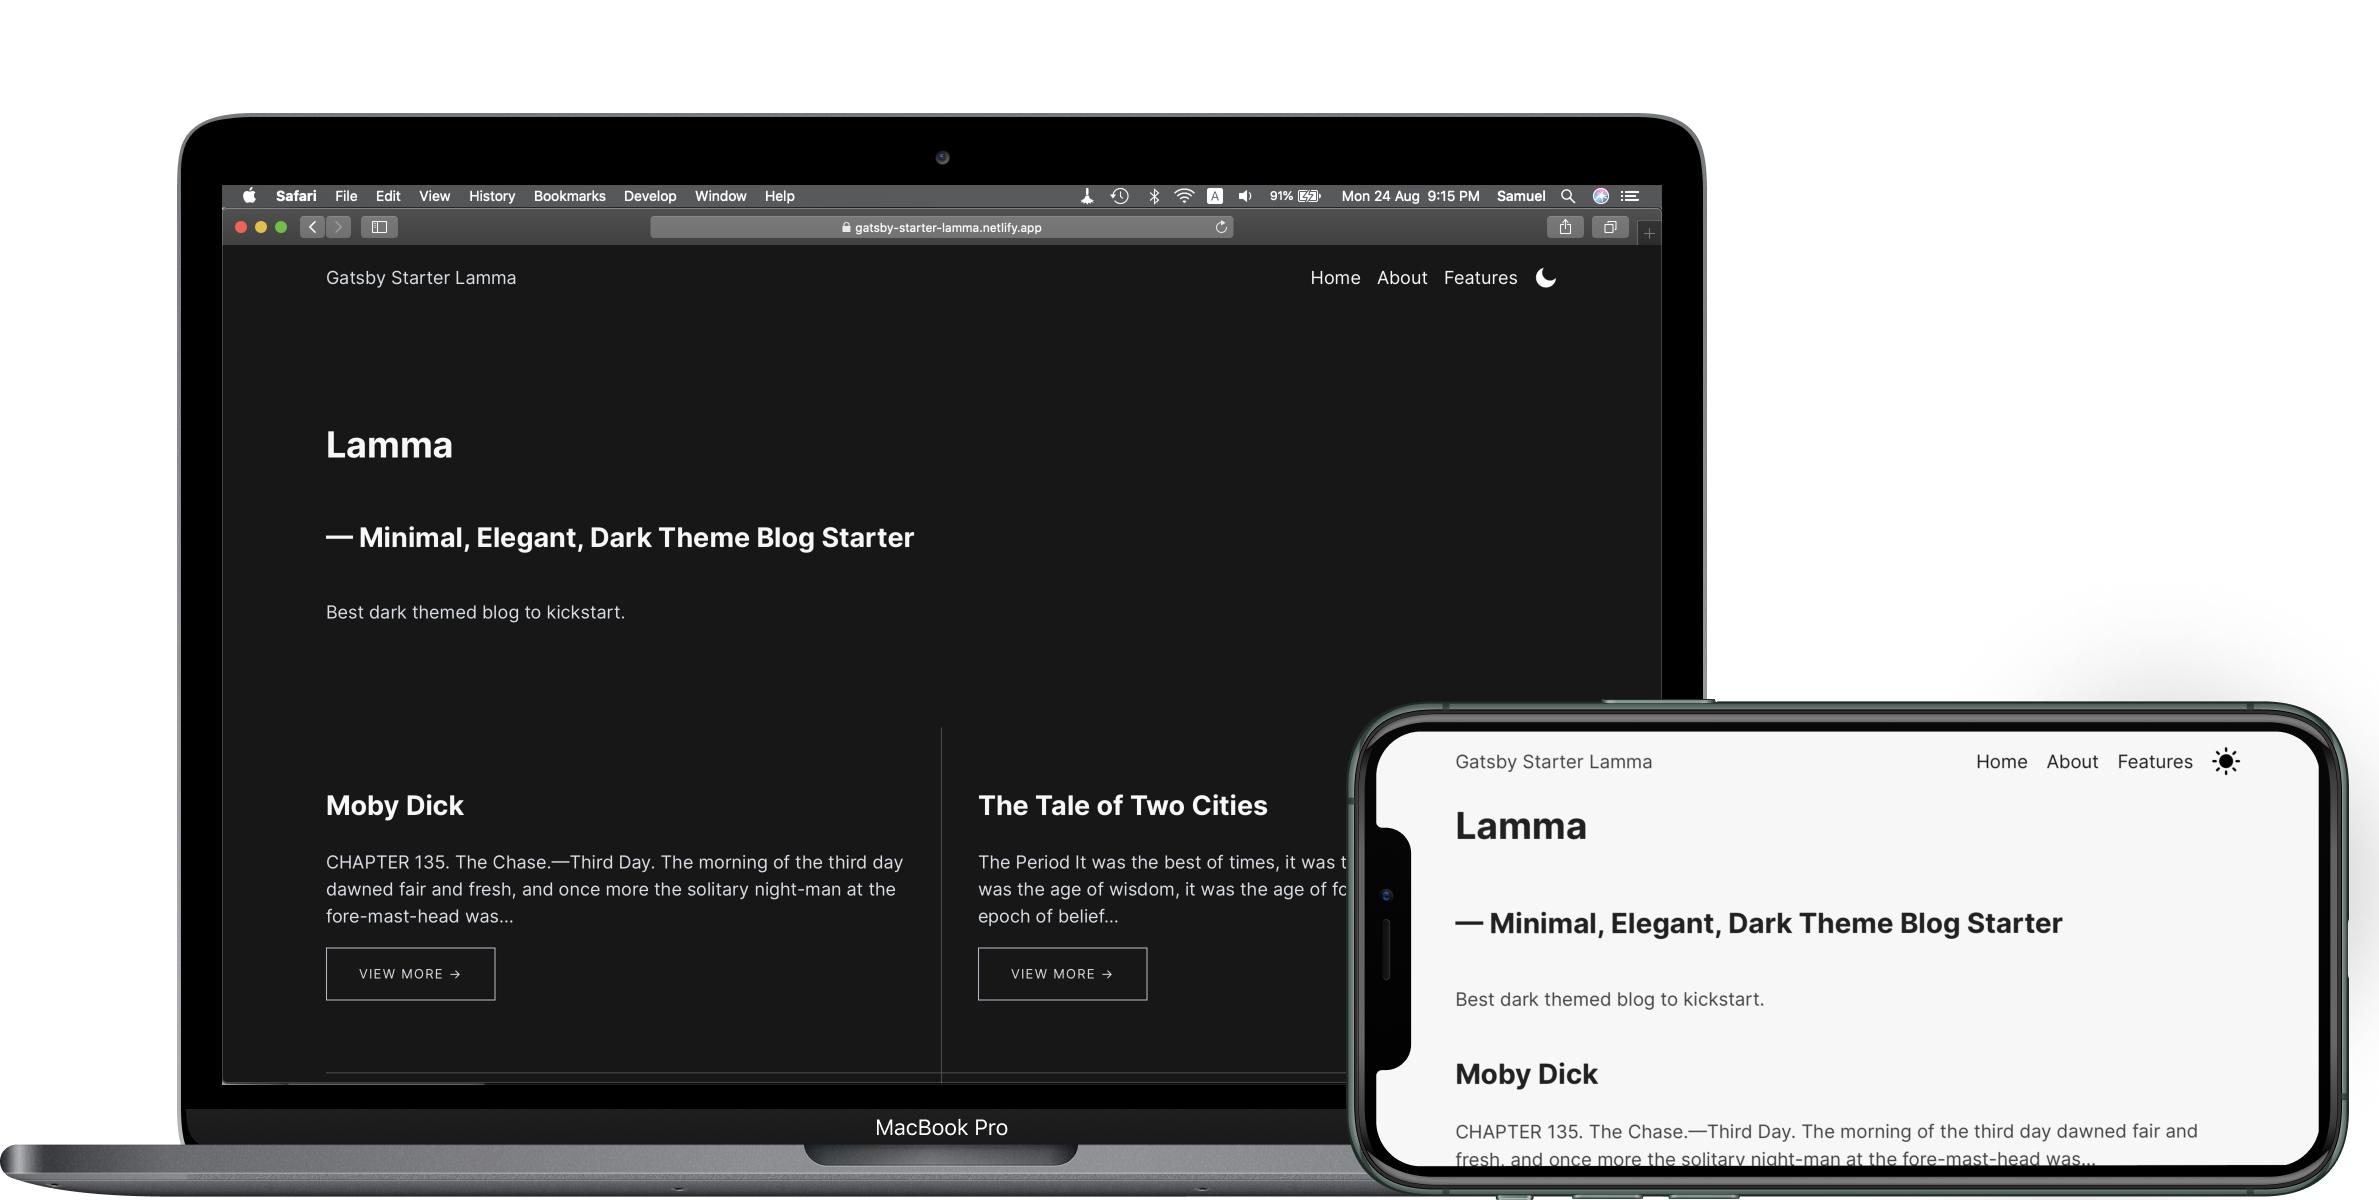 Safari File Edit View History Bookmarks Develop Window Help A 91% Mon 24 Aug 9:15 PM Samuel
gatsby-starter-lamma.netlify.app
Gatsby Starter Lamma Home About Features
Lamma
— Minimal, Elegant, Dark Theme Blog Starter
Best dark themed blog to kickstart.
Moby Dick
CHAPTER 135. The Chase.—Third Day. The morning of the third day
dawned fair and fresh, and once more the solitary night-man at the
fore-mast-head was...
VIEW MORE →
The Tale of Two Cities
The Period It was the best of times, it was
was the age of wisdom, it was the age of
epoch of belief...
VIEW MORE →
MacBook Pro
Gatsby Starter Lamma Home About Features
Lamma
— Minimal, Elegant, Dark Theme Blog Starter
Best dark themed blog to kickstart.
Moby Dick
CHAPTER 135. The Chase.—Third Day. The morning of the third day dawned fair and
fresh, and once more the solitary night-man at the fore-mast-head was...